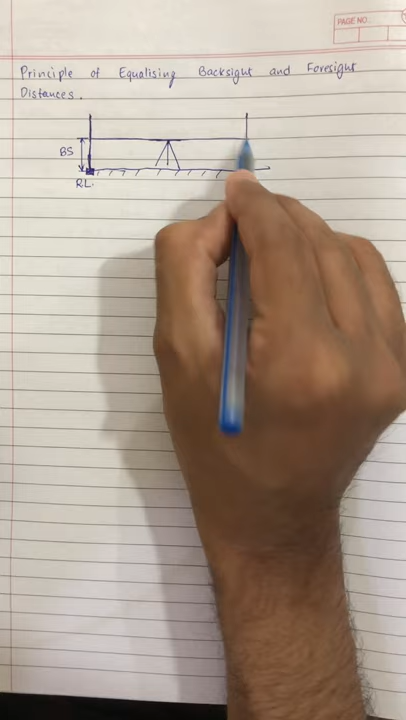 PAGE NO.
Principle of Equalising Backsight and Foresight
Distances.
BS
RL.